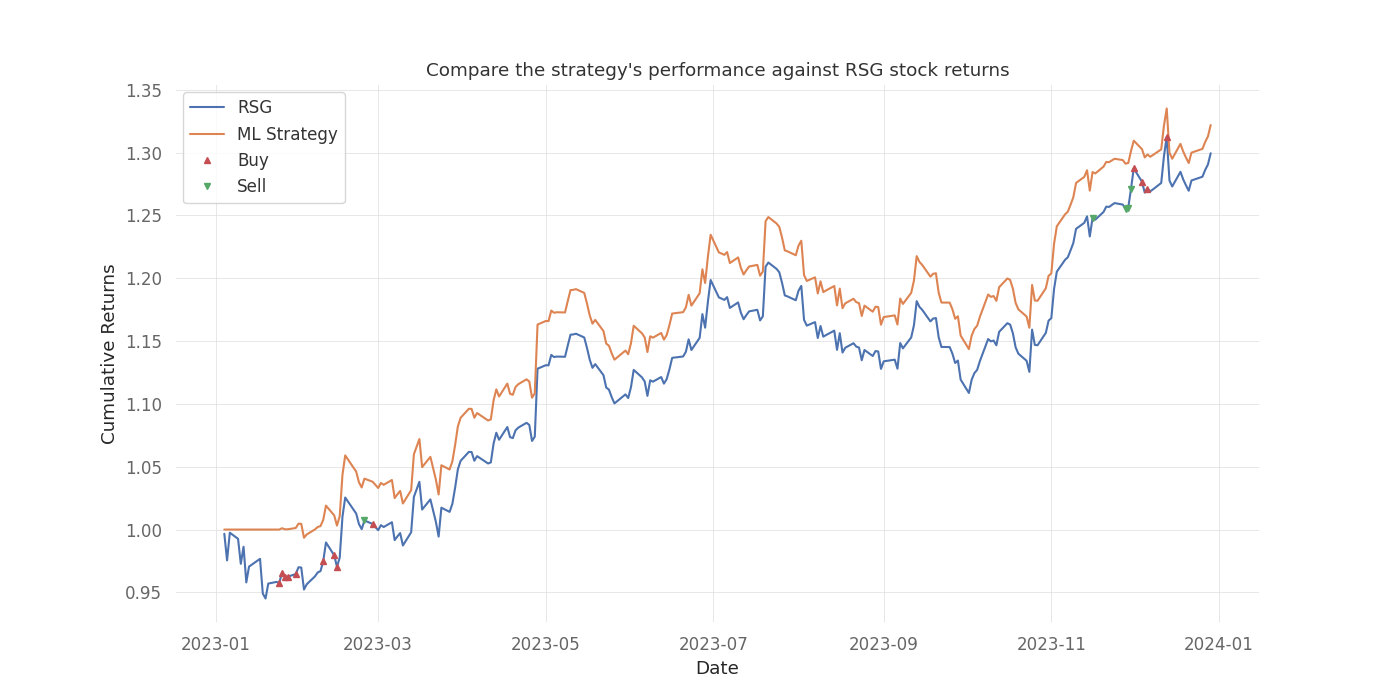 Compare the strategy's performance against RSG stock returns
1.35
1.30
1.25
1.20
1.15
1.10
1.05
1.00
0.95
Cumulative Returns
RSG
ML Strategy
Buy
Sell
2023-01 2023-03 2023-05 2023-07 2023-09 2023-11 2024-01
Date